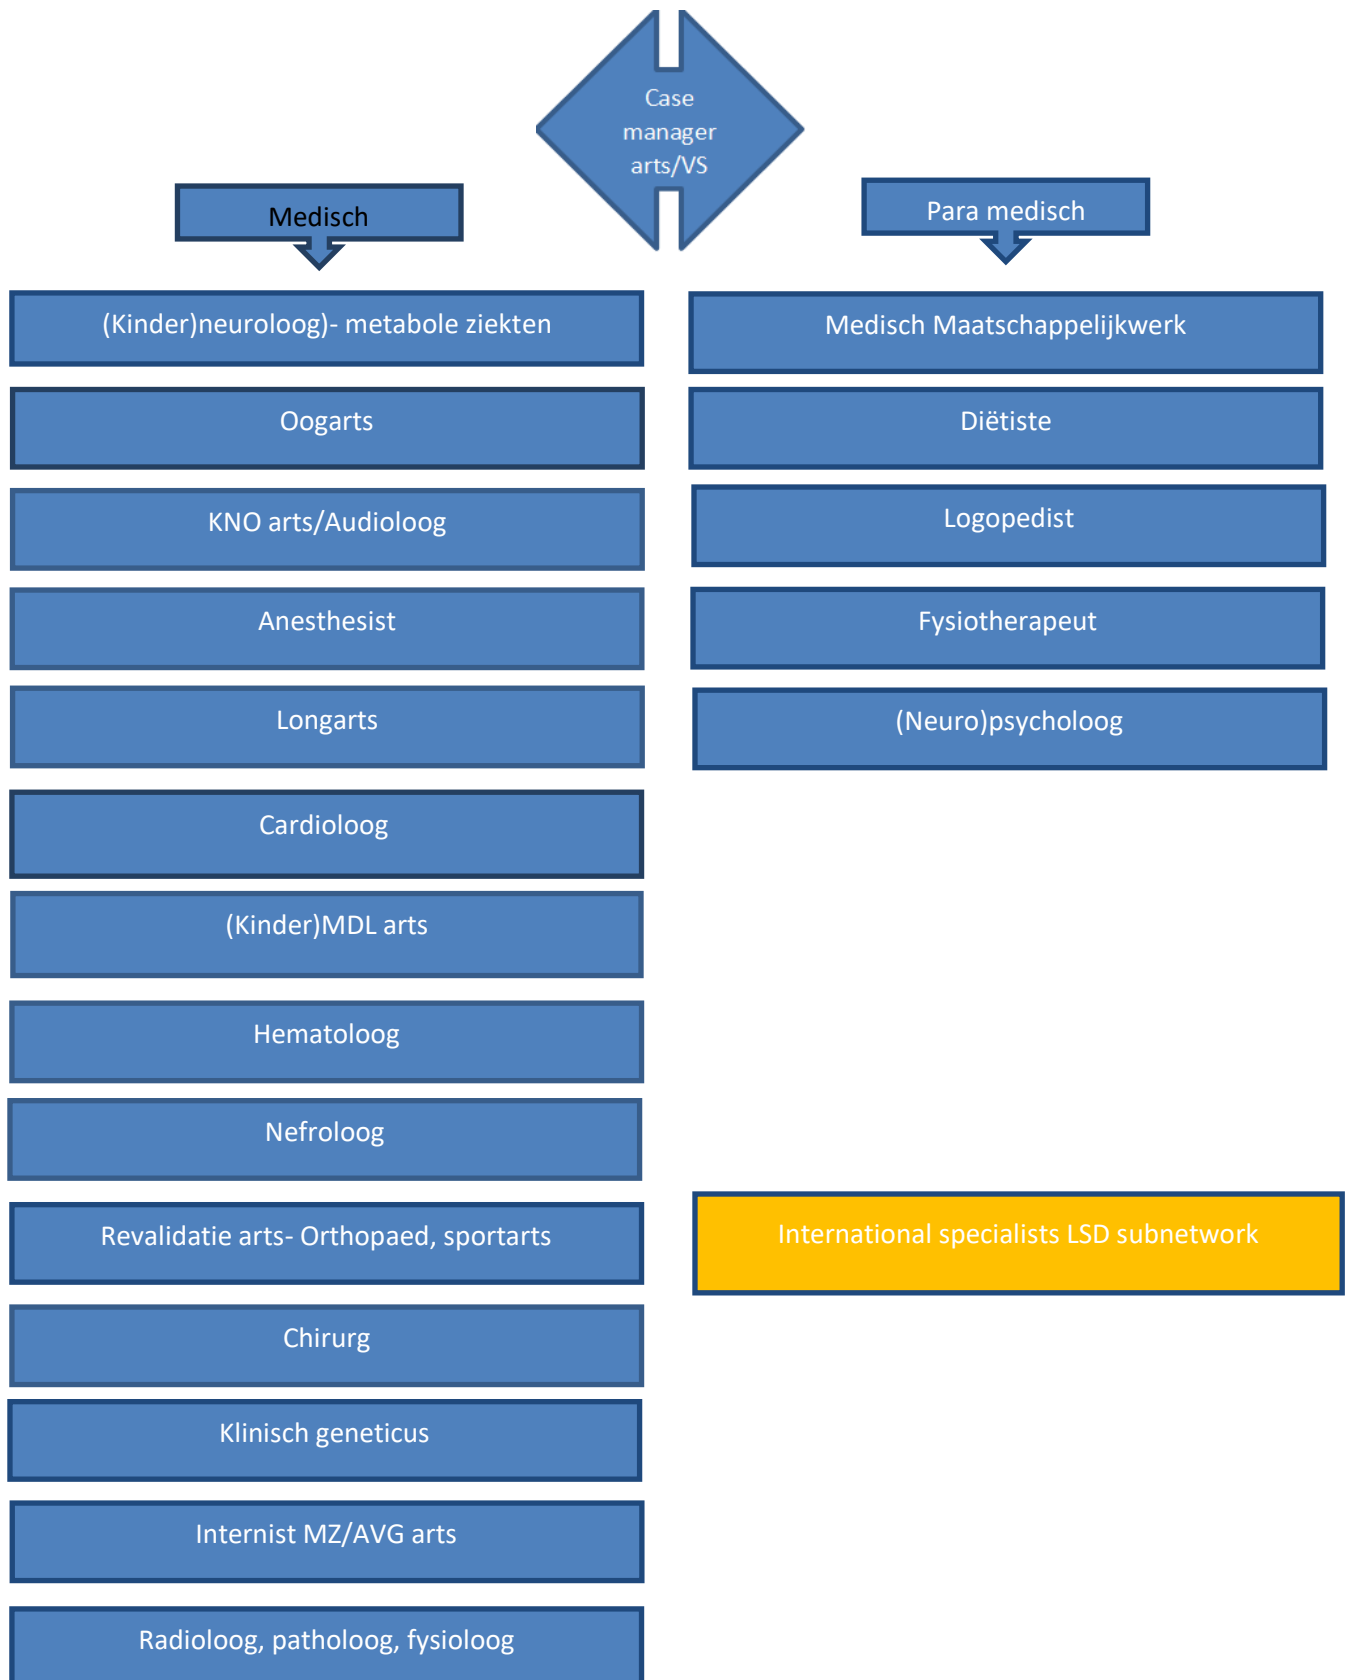 Case
manager
arts/VS
Medisch
Para medisch
(Kinder)neuroloog)- metabole ziekten
Oogarts
KNO arts/Audioloog
Anesthesist
Longarts
Cardioloog
(Kinder)MDL arts
Hematoloog
Nefroloog
Revalidatie arts- Orthopaed, sportarts
Chirurg
Klinisch geneticus
Internist MZ/AVG arts
Radioloog, patholoog, fysioloog
Medisch Maatschappelijkwerk
Diëtiste
Logopedist
Fysiotherapeut
(Neuro)psycholoog
International specialists LSD subnetwork